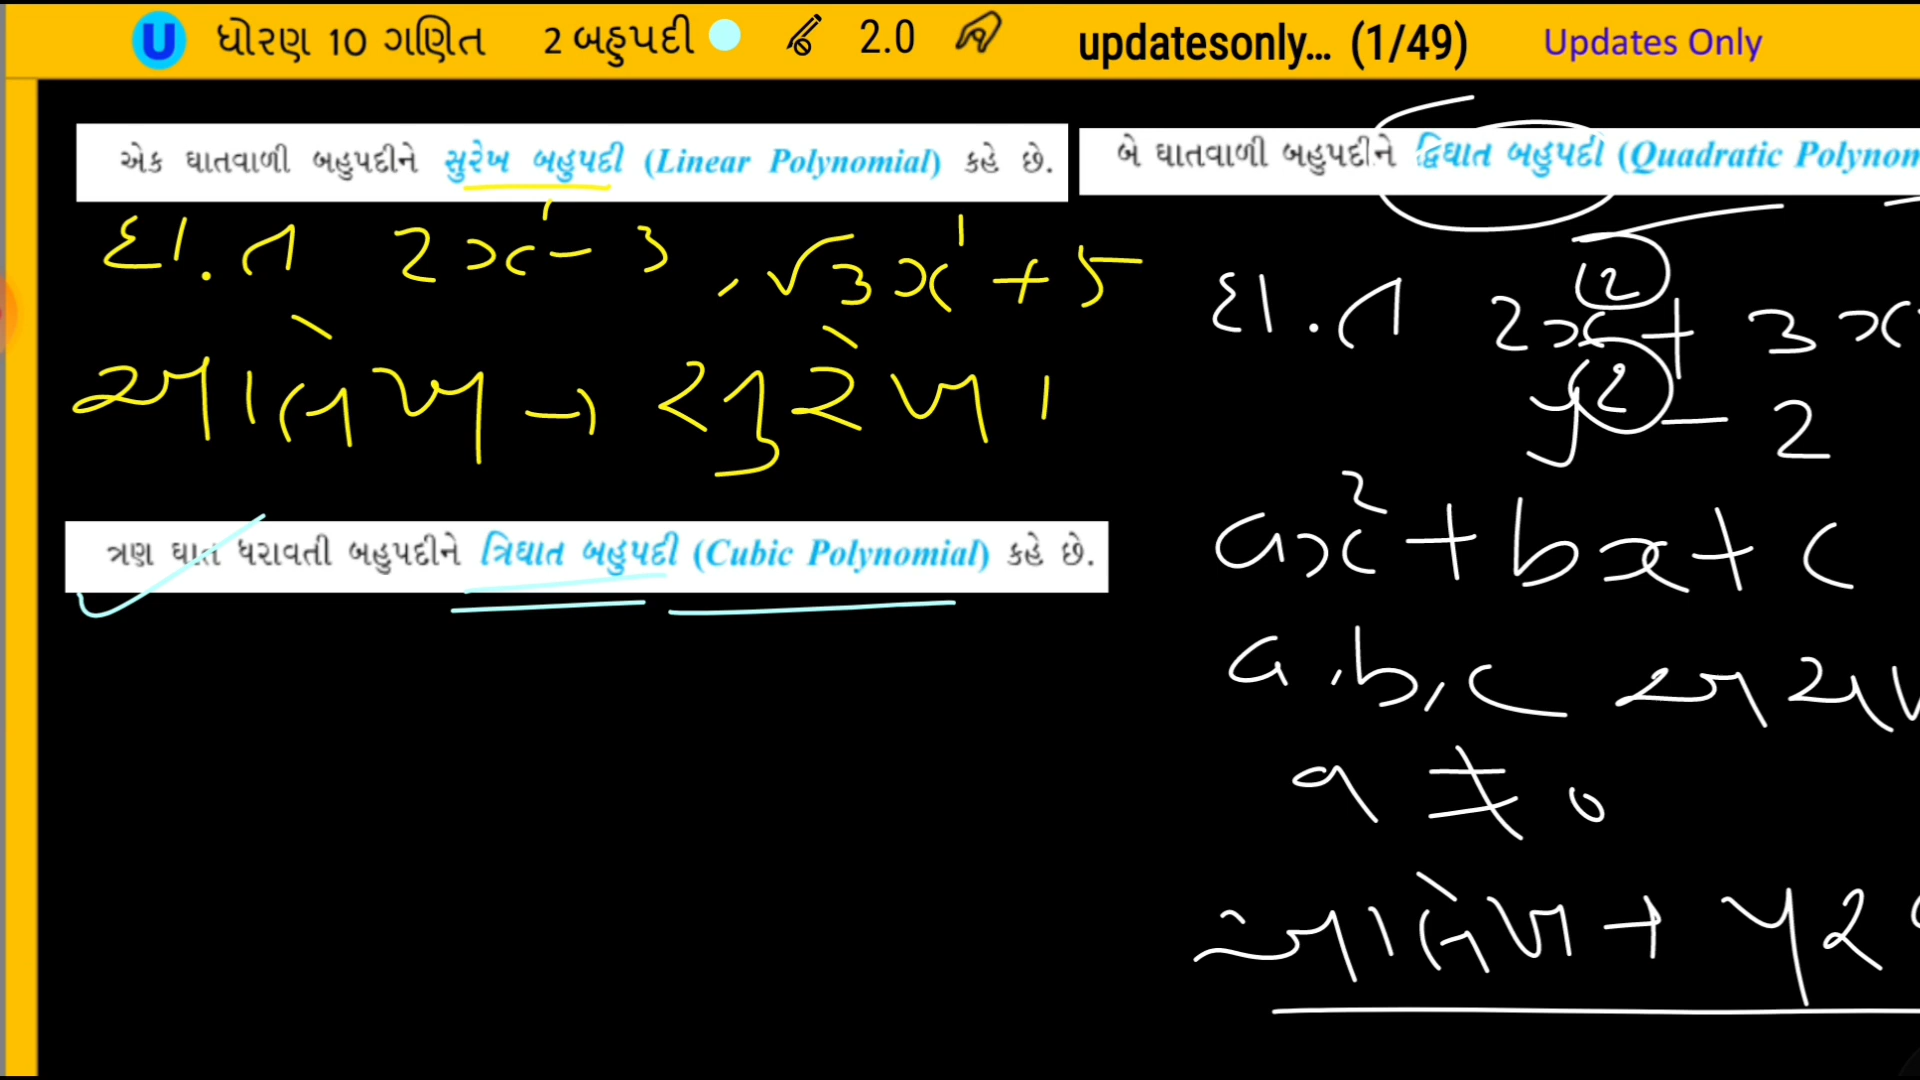 ધોરણ 10 ગણિત 2 બહુપદી 2.0 updatesonly... (1/49) Updates Only
એક ઘાતવાળી બહુપદીને સુરેખ બહુપદી (Linear Polynomial) કહે છે.
દા.ત 2x¹ - 3 , √3x¹ + 5
આલેખ → સુરેખા
ત્રણ ઘાત ધરાવતી બહુપદીને ત્રિઘાત બહુપદી (Cubic Polynomial) કહે છે.
બે ઘાતવાળી બહુપદીને દ્વિઘાત બહુપદી (Quadratic Polynom
દા.ત 2x² + 3x
y² - 2
ax² + bx + c
a, b, c અચળ
a ≠ 0
આલેખ → પર